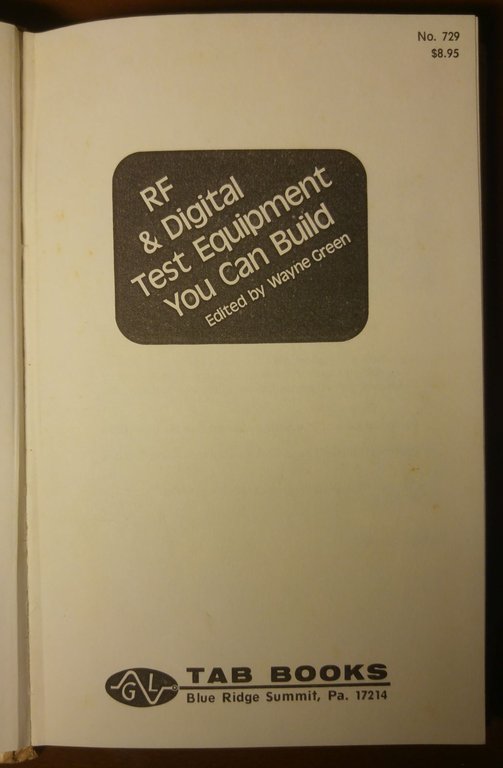 No. 729
$8.95
RF
& Digital
Test Equipment
You Can Build
Edited by Wayne Green
GL
TAB BOOKS
Blue Ridge Summit, Pa. 17214